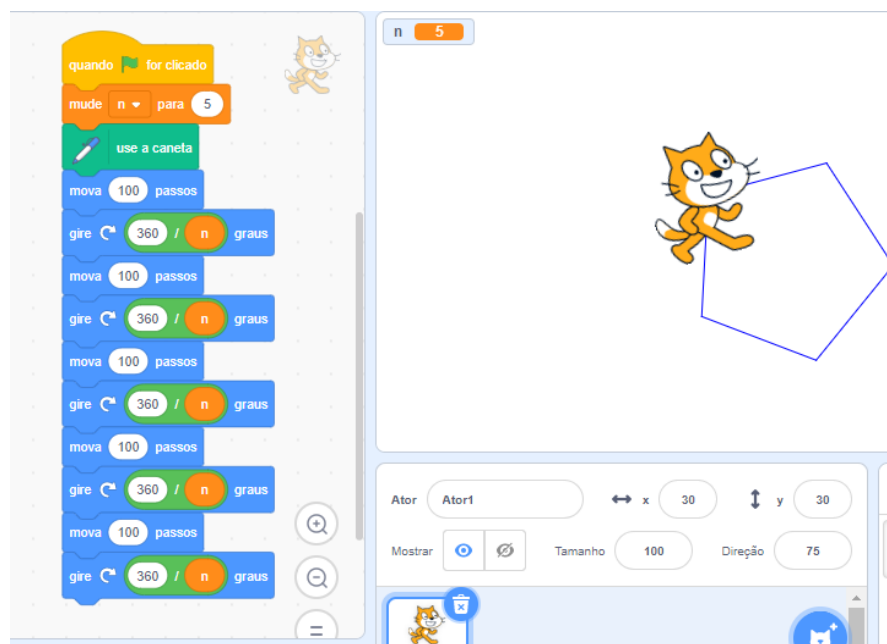 quando for clicado
mude n para 5
use a caneta
mova 100 passos
gire 360 / n graus
mova 100 passos
gire 360 / n graus
mova 100 passos
gire 360 / n graus
mova 100 passos
gire 360 / n graus
mova 100 passos
gire 360 / n graus
n 5
Ator Ator1 x 30 y 30
Mostrar Tamanho 100 Direção 75